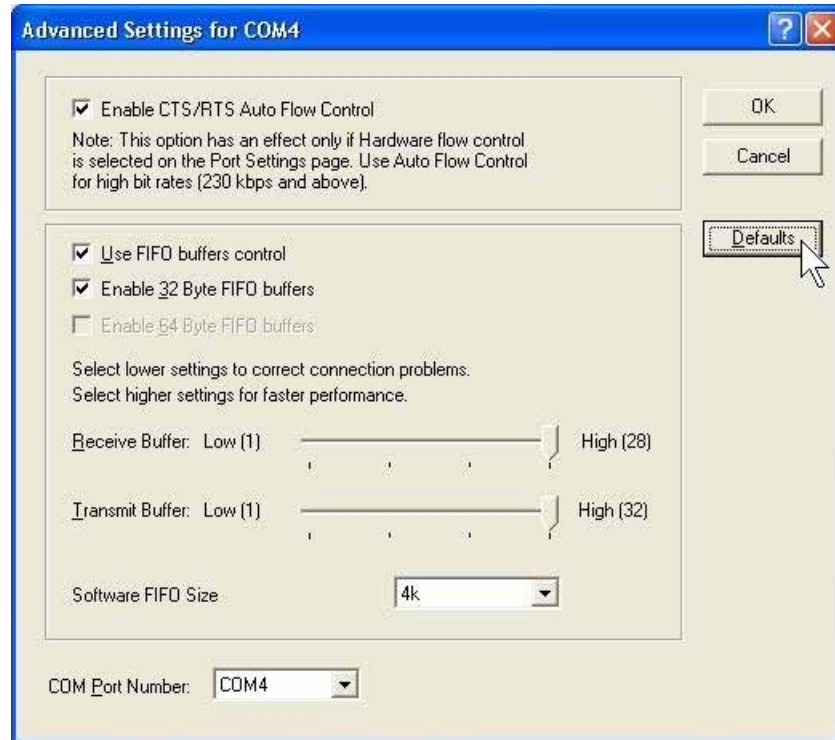 Advanced Settings for COM4
Enable CTS/RTS Auto Flow Control
Note: This option has an effect only if Hardware flow control
is selected on the Port Settings page. Use Auto Flow Control
for high bit rates (230 kbps and above).
OK
Cancel
Defaults
Use FIFO buffers control
Enable 32 Byte FIFO buffers
Enable 64 Byte FIFO buffers
Select lower settings to correct connection problems.
Select higher settings for faster performance.
Receive Buffer: Low (1) High (28)
Transmit Buffer: Low (1) High (32)
Software FIFO Size 4k
COM Port Number: COM4